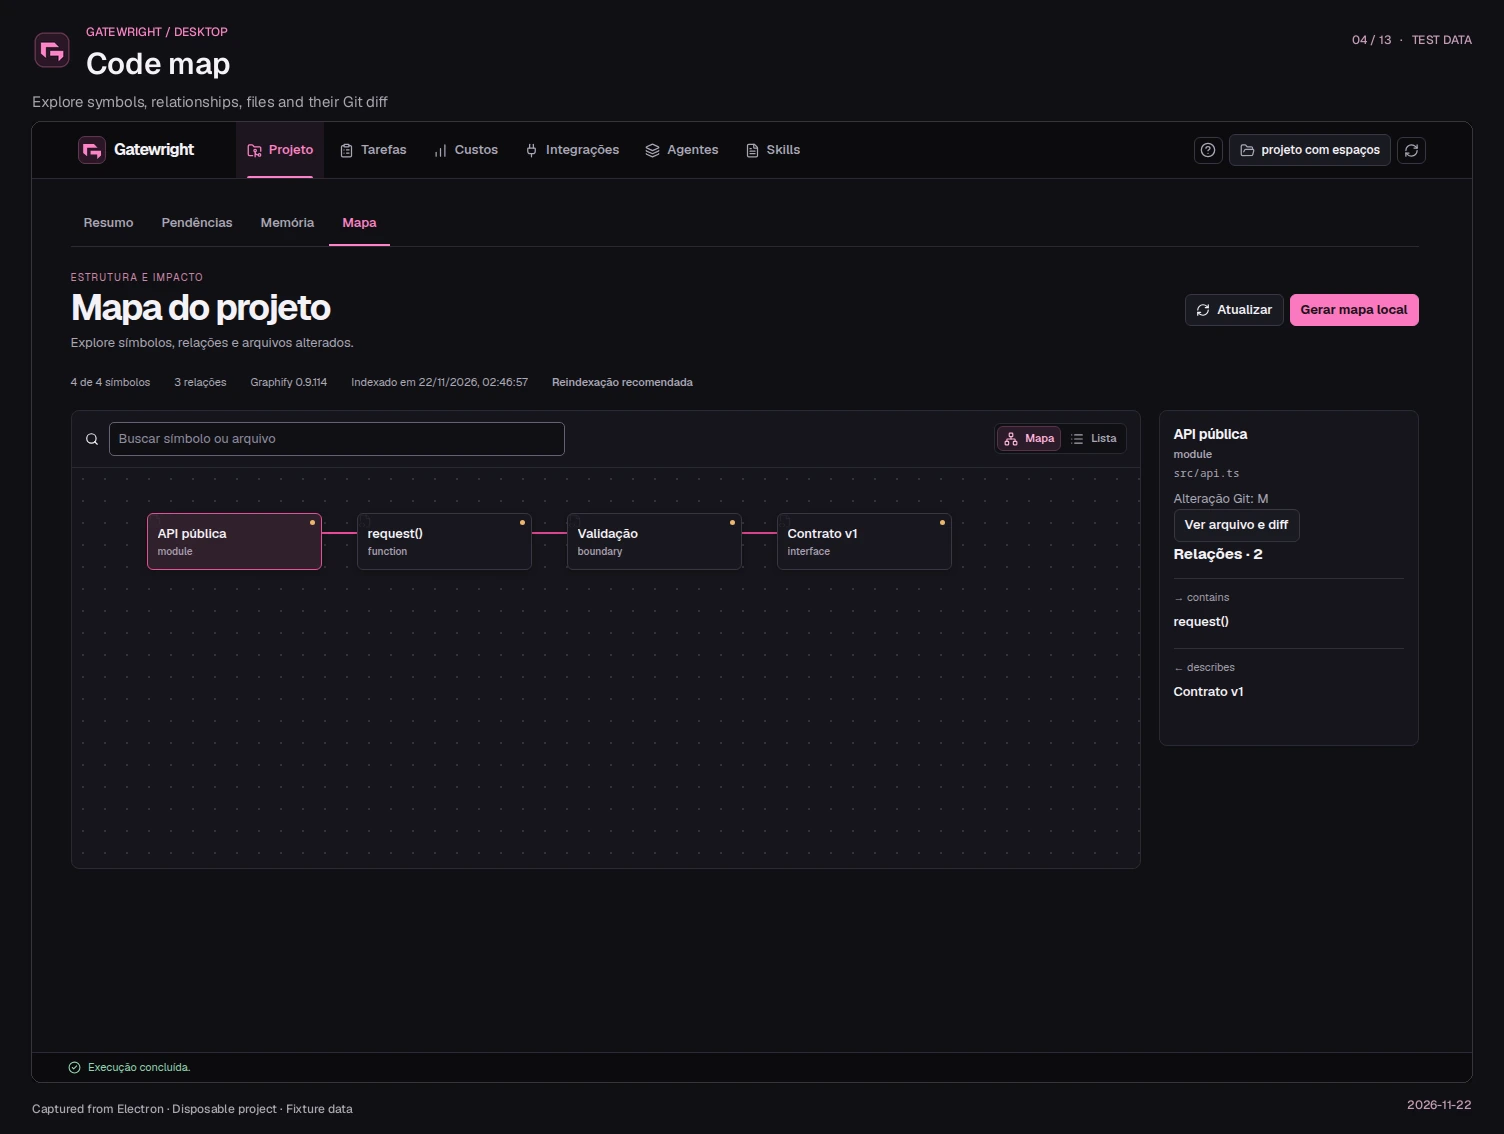 GATEWRIGHT / DESKTOP
Code map
04 / 13 · TEST DATA
Explore symbols, relationships, files and their Git diff
Gatewright
Projeto
Tarefas
Custos
Integrações
Agentes
Skills
projeto com espaços
Resumo
Pendências
Memória
Mapa
ESTRUTURA E IMPACTO
Mapa do projeto
Atualizar
Gerar mapa local
Explore símbolos, relações e arquivos alterados.
4 de 4 símbolos
3 relações
Graphify 0.9.114
Indexado em 22/11/2026, 02:46:57
Reindexação recomendada
Buscar símbolo ou arquivo
Mapa
Lista
API pública
module
request()
function
Validação
boundary
Contrato v1
interface
API pública
module
src/api.ts
Alteração Git: M
Ver arquivo e diff
Relações · 2
→ contains
request()
← describes
Contrato v1
Execução concluída.
Captured from Electron · Disposable project · Fixture data
2026-11-22